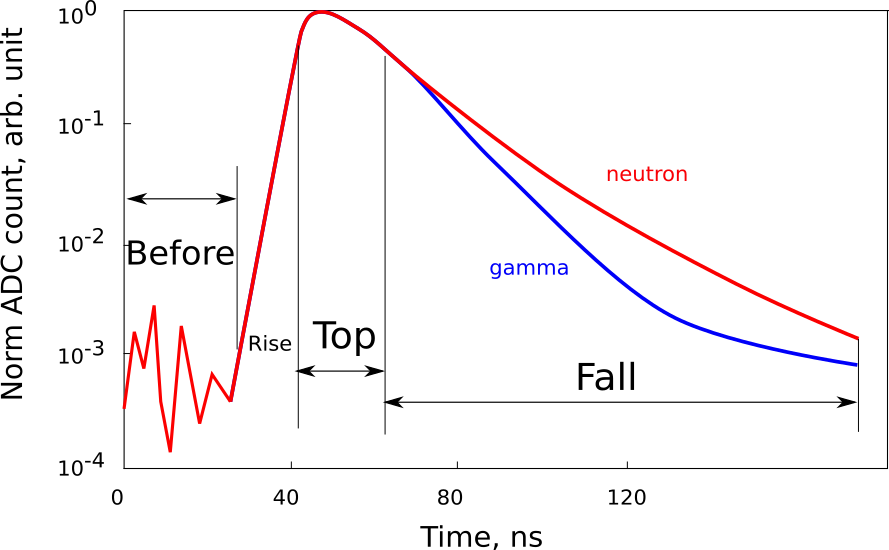 Norm ADC count, arb. unit
10^0
10^-1
10^-2
10^-3
10^-4
Before
Rise
Top
Fall
neutron
gamma
0
40
80
120
Time, ns